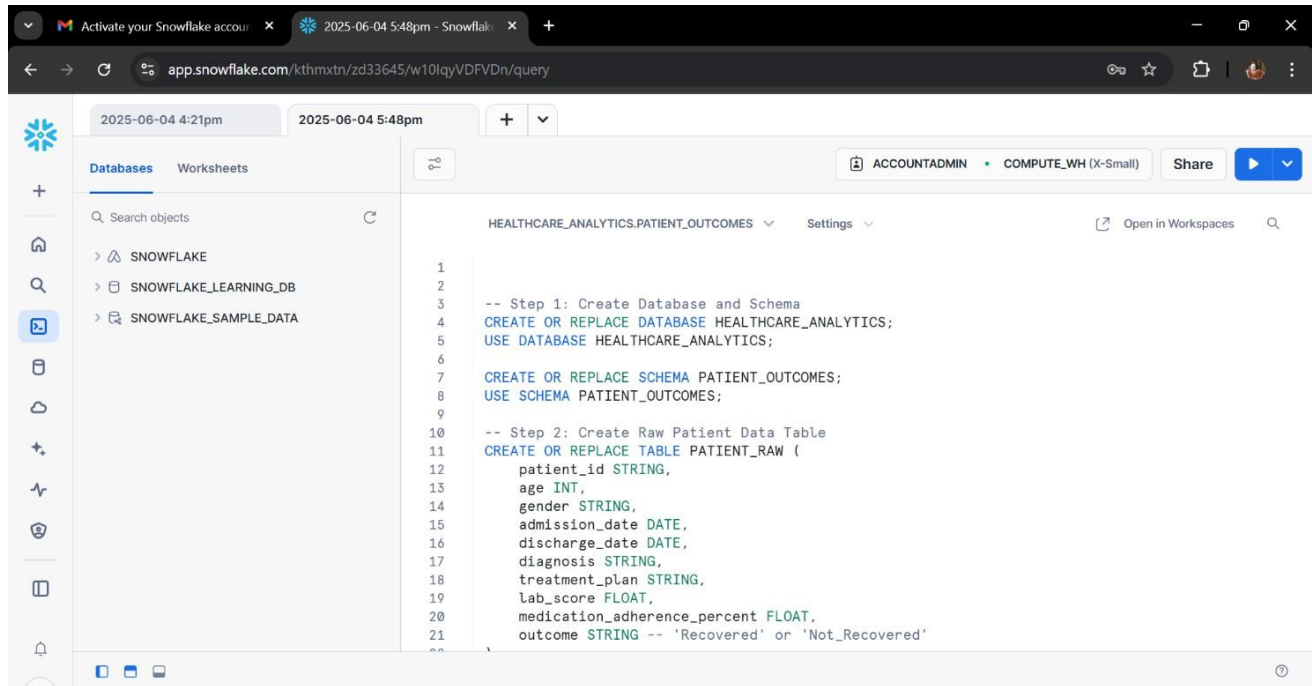 Activate your Snowflake accoun
2025-06-04 5:48pm - Snowflak
app.snowflake.com/kthmxtn/zd33645/w10IqyVDFVDn/query
2025-06-04 4:21pm
2025-06-04 5:48pm
Databases Worksheets
ACCOUNTADMIN • COMPUTE_WH (X-Small)
Share
Search objects
HEALTHCARE_ANALYTICS.PATIENT_OUTCOMES
Settings
Open in Workspaces
SNOWFLAKE
SNOWFLAKE_LEARNING_DB
SNOWFLAKE_SAMPLE_DATA
1
2
3 -- Step 1: Create Database and Schema
4 CREATE OR REPLACE DATABASE HEALTHCARE_ANALYTICS;
5 USE DATABASE HEALTHCARE_ANALYTICS;
6
7 CREATE OR REPLACE SCHEMA PATIENT_OUTCOMES;
8 USE SCHEMA PATIENT_OUTCOMES;
9
10 -- Step 2: Create Raw Patient Data Table
11 CREATE OR REPLACE TABLE PATIENT_RAW (
12 patient_id STRING,
13 age INT,
14 gender STRING,
15 admission_date DATE,
16 discharge_date DATE,
17 diagnosis STRING,
18 treatment_plan STRING,
19 lab_score FLOAT,
20 medication_adherence_percent FLOAT,
21 outcome STRING -- 'Recovered' or 'Not_Recovered'